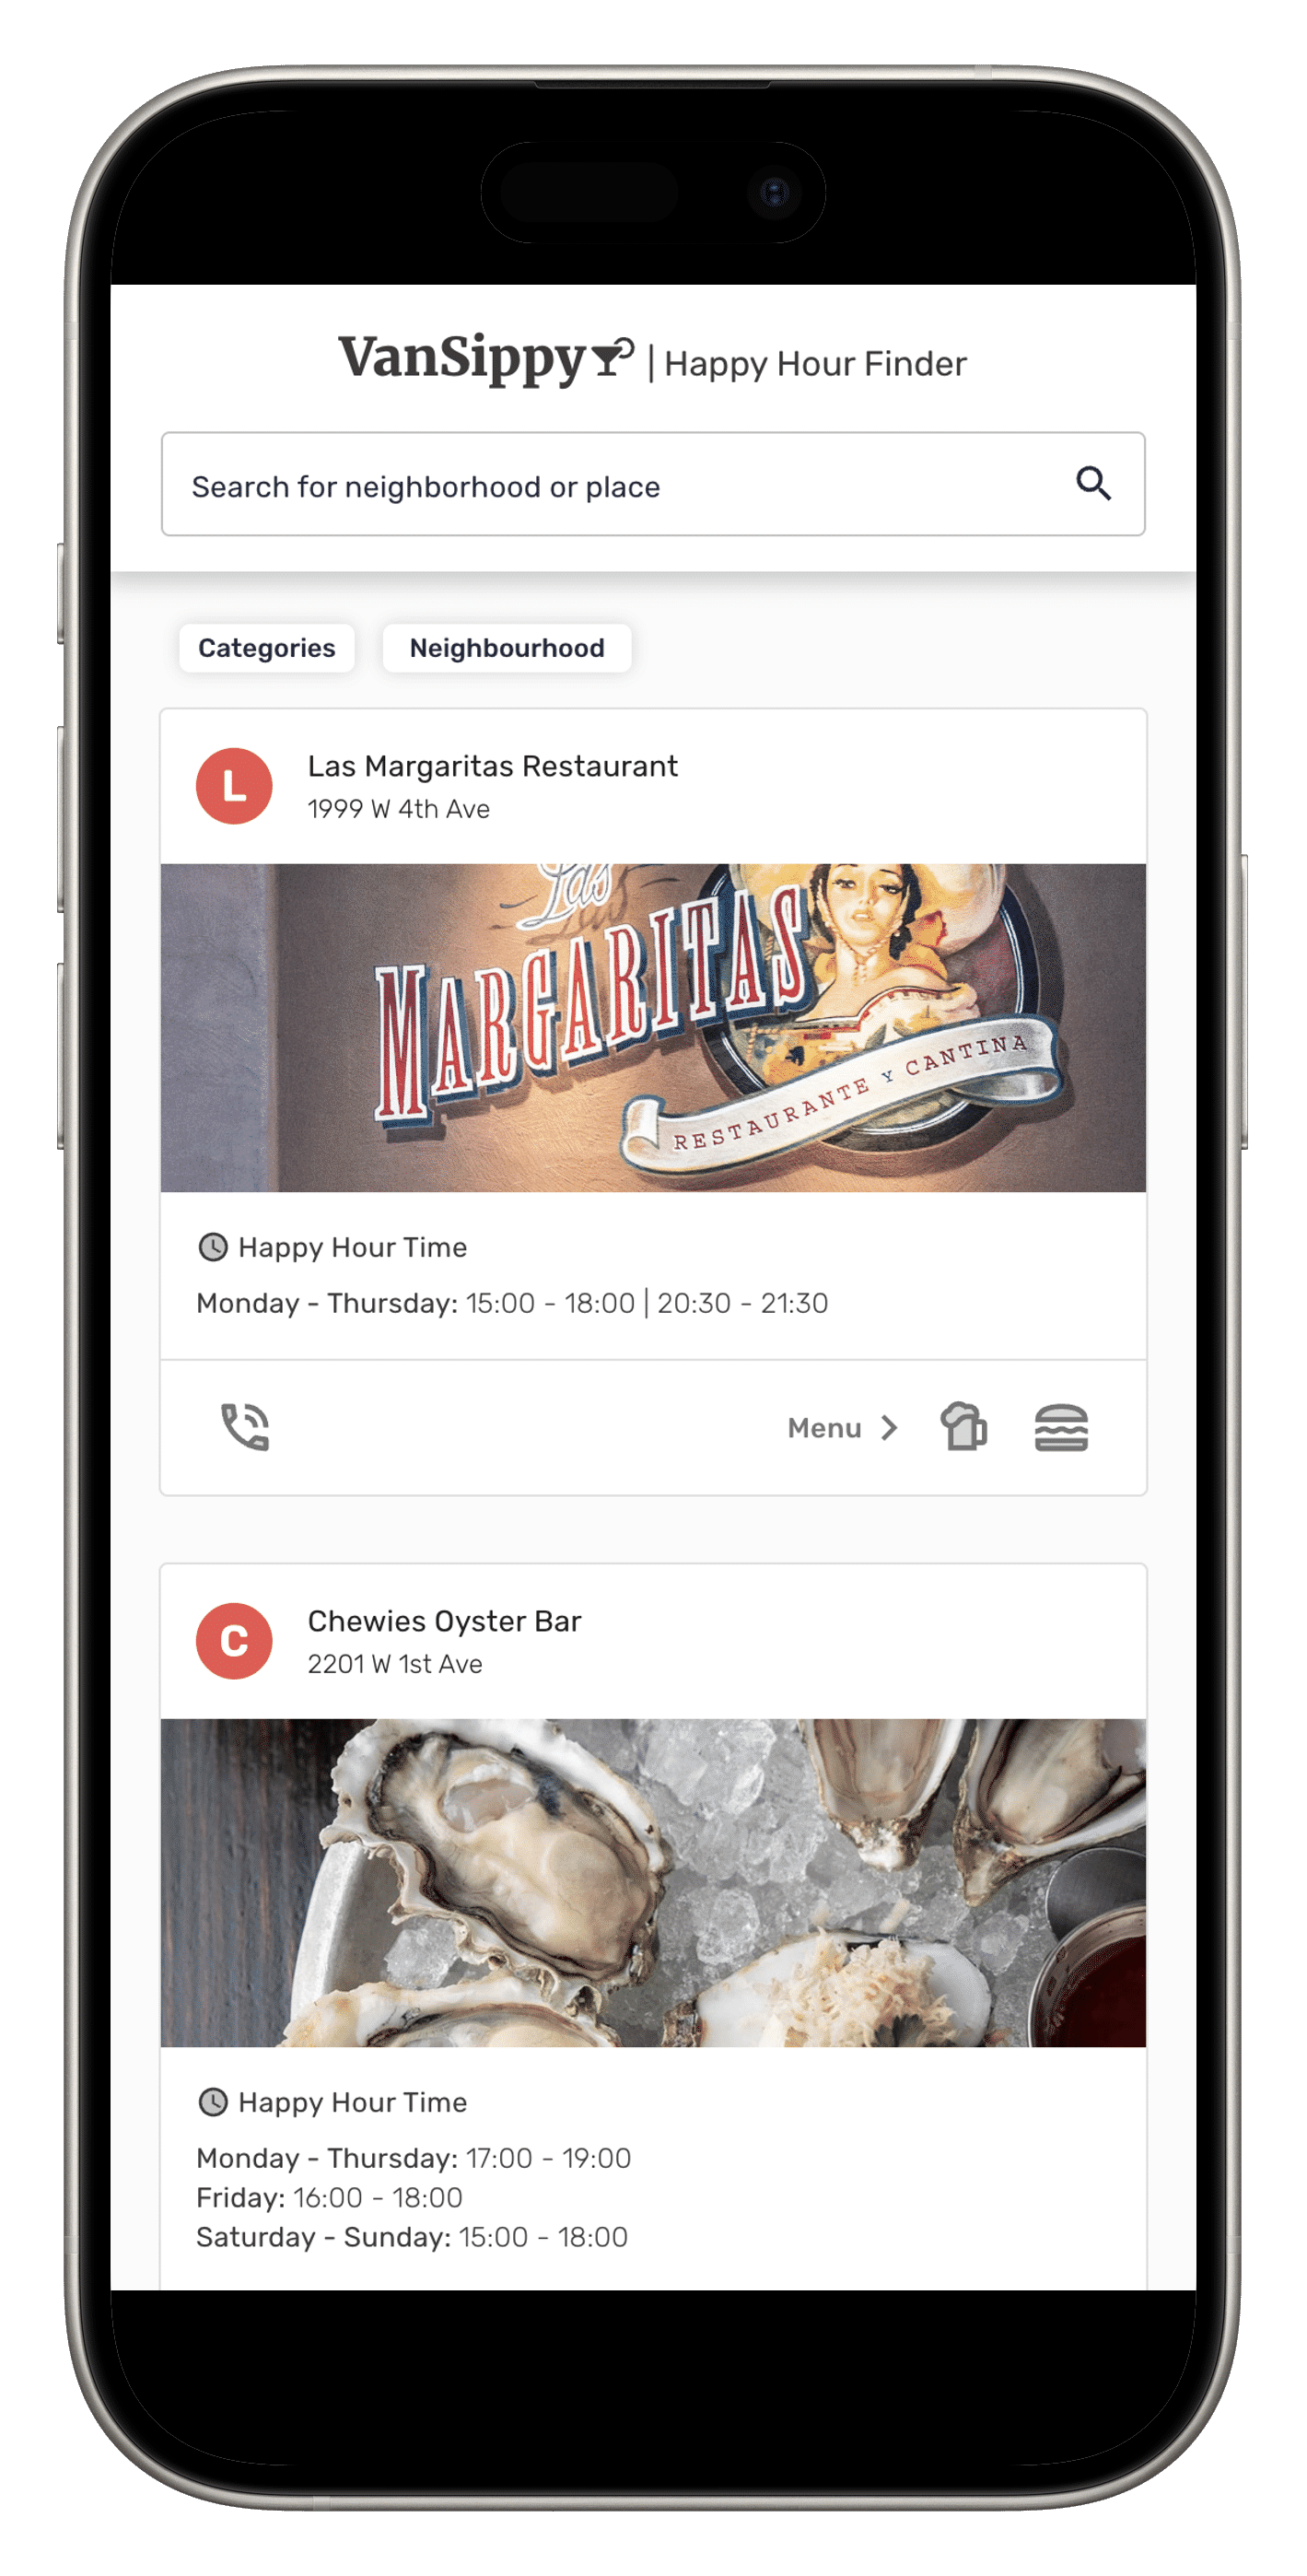 VanSippy | Happy Hour Finder
Search for neighborhood or place
Categories Neighbourhood
L
Las Margaritas Restaurant
1999 W 4th Ave
Las
MARGARITAS
RESTAURANTE Y CANTINA
Happy Hour Time
Monday - Thursday: 15:00 - 18:00 | 20:30 - 21:30
Menu
C
Chewies Oyster Bar
2201 W 1st Ave
Happy Hour Time
Monday - Thursday: 17:00 - 19:00
Friday: 16:00 - 18:00
Saturday - Sunday: 15:00 - 18:00